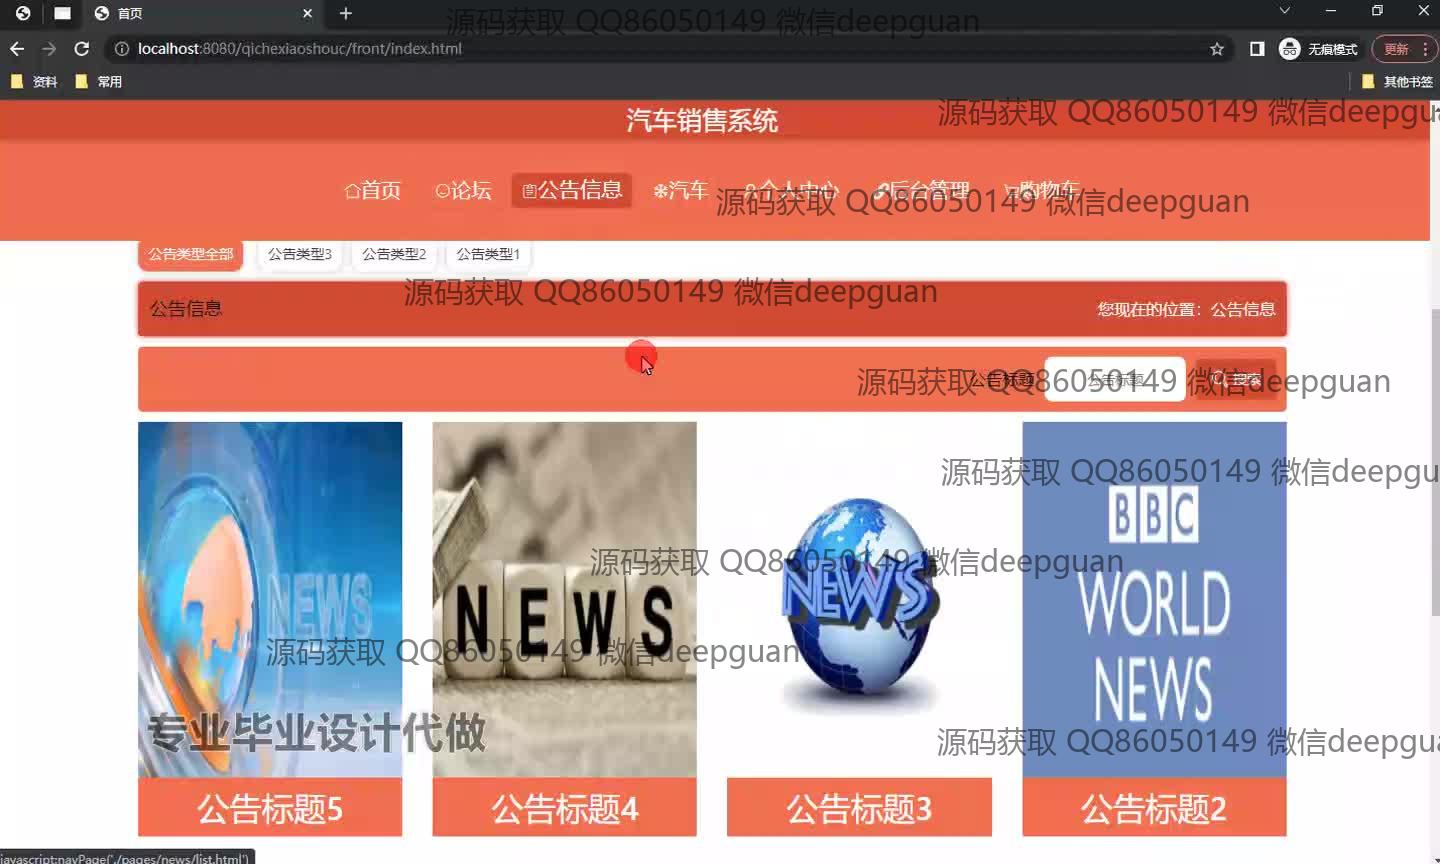 首页
源码获取 QQ86050149 微信deepguan
localhost:8080/qichexiaoshouc/front/index.html
无痕模式
更新
资料
常用
其他书签
汽车销售系统
源码获取 QQ86050149 微信deepgua
首页
论坛
公告信息
汽车
个人中心
后台管理
购物车
源码获取 QQ86050149 微信deepguan
公告类型全部
公告类型3
公告类型2
公告类型1
源码获取 QQ86050149 微信deepguan
公告信息
您现在的位置：公告信息
公告标题
公告标题
搜索
源码获取 QQ86050149 微信deepguan
源码获取 QQ86050149 微信deepgu
NEWS
NEWS
NEWS
BBC
WORLD
NEWS
源码获取 QQ86050149 微信deepguan
源码获取 QQ86050149 微信deepguan
专业毕业设计代做
源码获取 QQ86050149 微信deepgua
公告标题5
公告标题4
公告标题3
公告标题2
javascript:navPage('./pages/news/list.html')